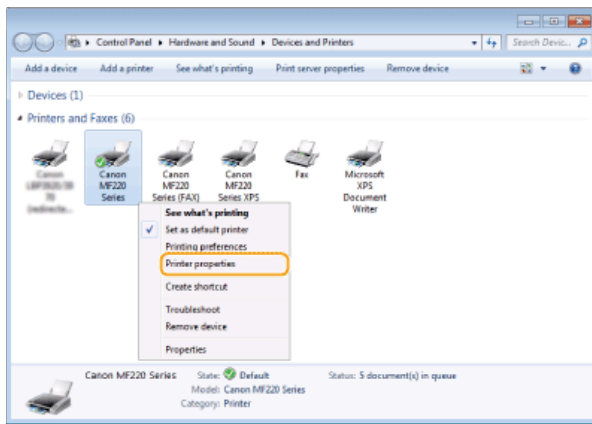 Control Panel ▸ Hardware and Sound ▸ Devices and Printers
Search Devic...
Add a device Add a printer See what's printing Print server properties Remove device
Devices (1)
Printers and Faxes (6)
Canon
MF220
Series
Canon
MF220
Series (FAX)
Canon
MF220
Series XPS
Fax
Microsoft
XPS
Document
Writer
See what's printing
Set as default printer
Printing preferences
Printer properties
Create shortcut
Troubleshoot
Remove device
Properties
Canon MF220 Series State: Default Status: 5 document(s) in queue
Model: Canon MF220 Series
Category: Printer